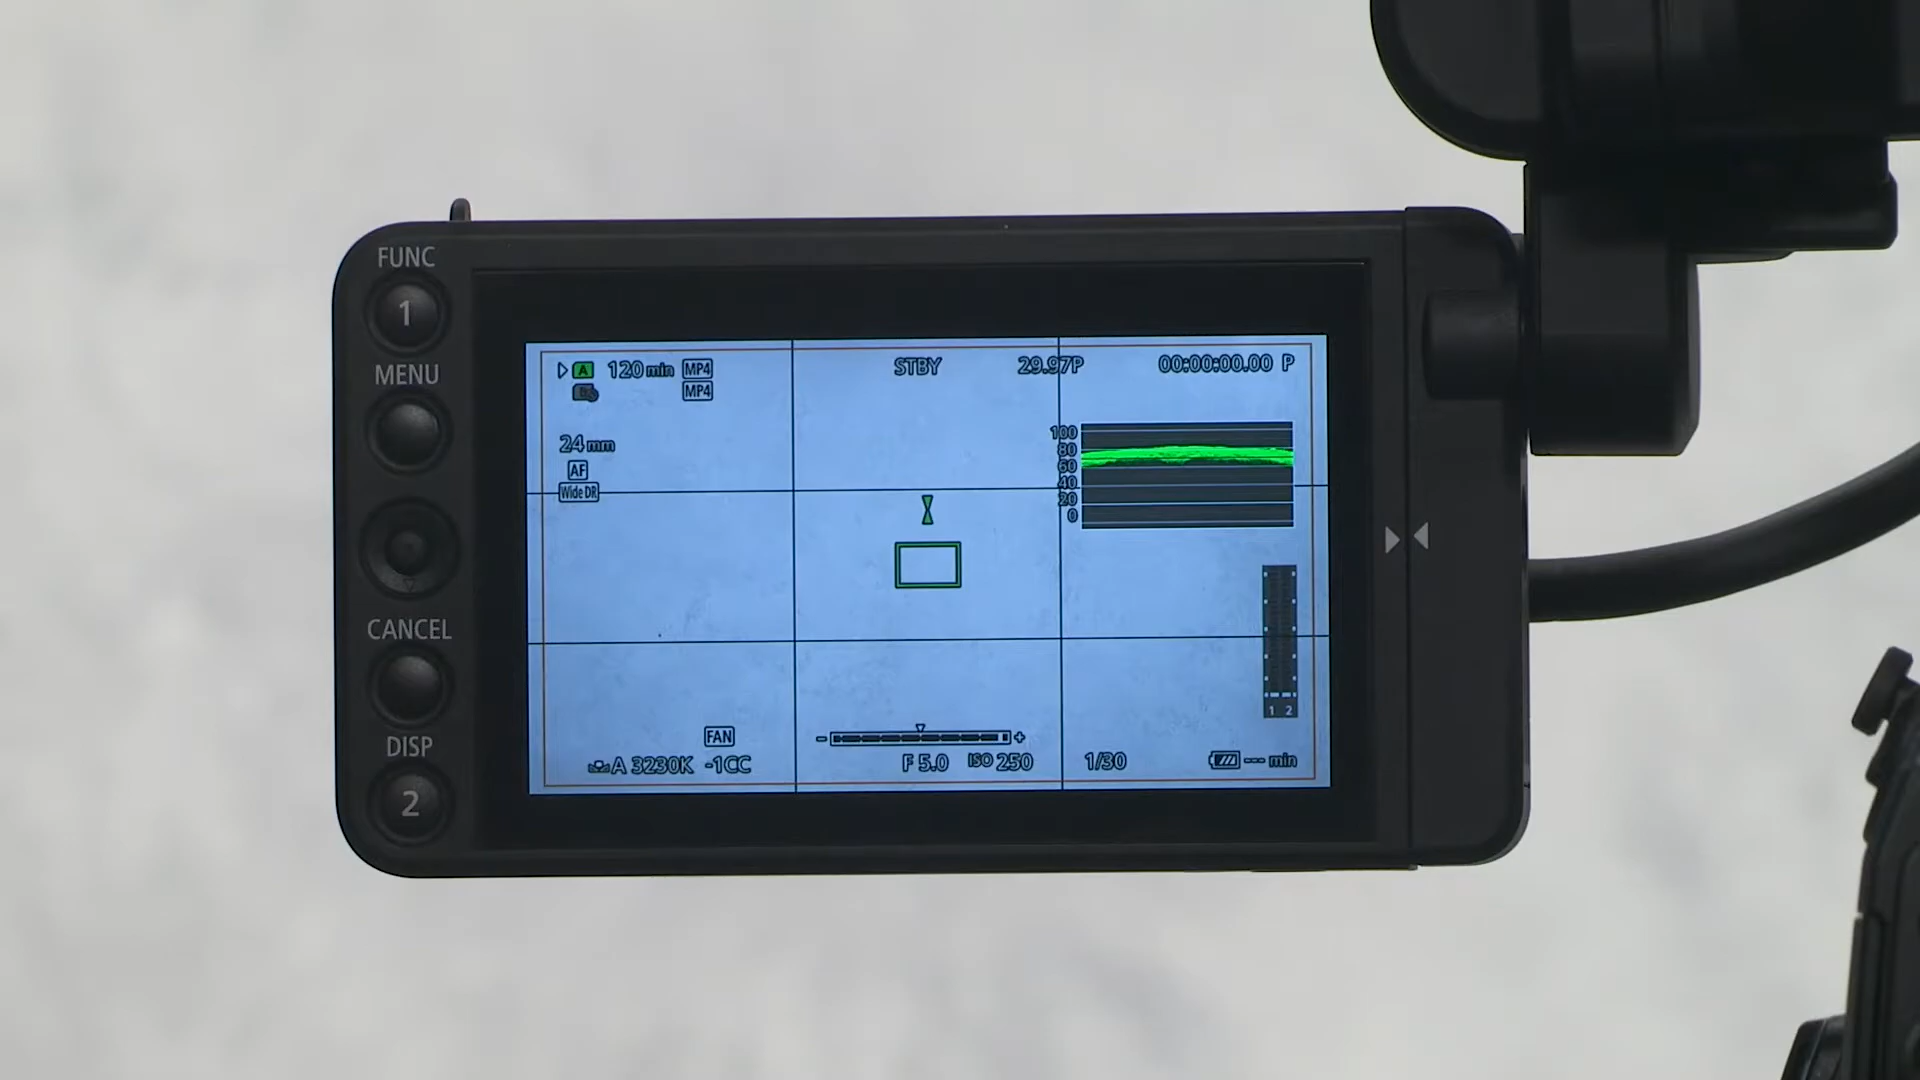 FUNC
1
MENU
CANCEL
DISP
2
A 120 min MP4 STBY 29.97P 00:00:00.00 P
MP4
24 mm
AF
Wide DR
100
80
60
40
20
0
1 2
FAN - +
A 3230K -1CC F 5.0 ISO 250 1/30 --- min